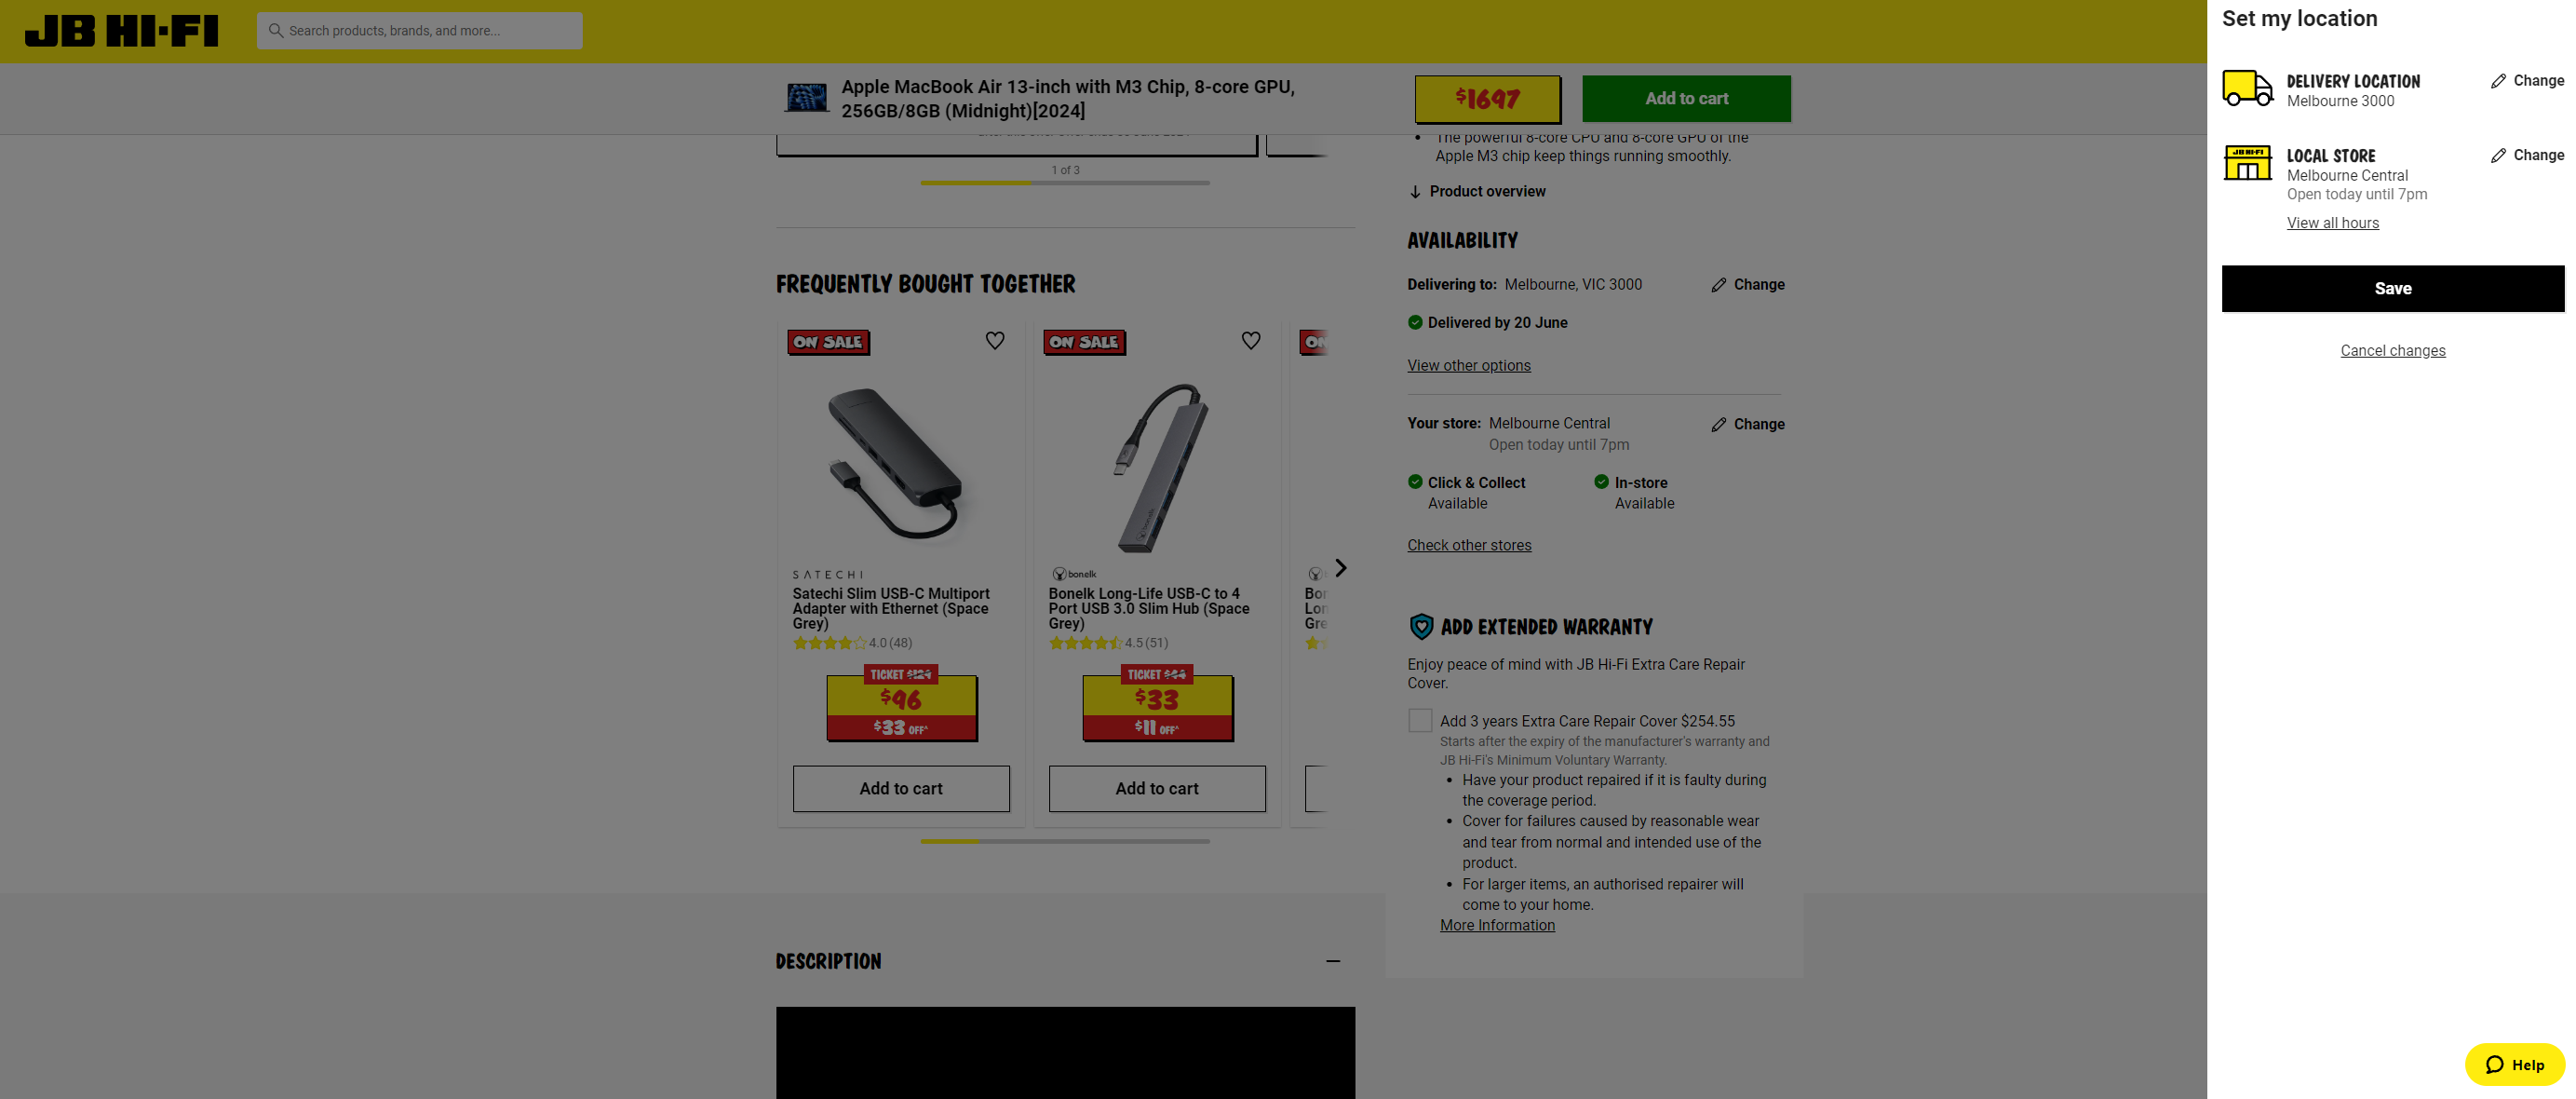 JB HI-FI
Search products, brands, and more...
Apple MacBook Air 13-inch with M3 Chip, 8-core GPU,
256GB/8GB (Midnight)[2024]
$1697
Add to cart
1 of 3
FREQUENTLY BOUGHT TOGETHER
ON SALE
SATECHI
Satechi Slim USB-C Multiport
Adapter with Ethernet (Space
Grey)
4.0 (48)
TICKET $129
$96
$33 OFF^
Add to cart
ON SALE
bonelk
Bonelk Long-Life USB-C to 4
Port USB 3.0 Slim Hub (Space
Grey)
4.5 (51)
TICKET $44
$33
$11 OFF^
Add to cart
ON
Bon
Lon
Gre
DESCRIPTION
The powerful 8-core CPU and 8-core GPU of the
Apple M3 chip keep things running smoothly.
Product overview
AVAILABILITY
Delivering to: Melbourne, VIC 3000
Change
Delivered by 20 June
View other options
Your store: Melbourne Central
Change
Open today until 7pm
Click & Collect
Available
In-store
Available
Check other stores
ADD EXTENDED WARRANTY
Enjoy peace of mind with JB Hi-Fi Extra Care Repair
Cover.
Add 3 years Extra Care Repair Cover $254.55
Starts after the expiry of the manufacturer's warranty and
JB Hi-Fi's Minimum Voluntary Warranty.
• Have your product repaired if it is faulty during
the coverage period.
• Cover for failures caused by reasonable wear
and tear from normal and intended use of the
product.
• For larger items, an authorised repairer will
come to your home.
More Information
Set my location
DELIVERY LOCATION
Change
Melbourne 3000
JB HI-FI
LOCAL STORE
Change
Melbourne Central
Open today until 7pm
View all hours
Save
Cancel changes
Help